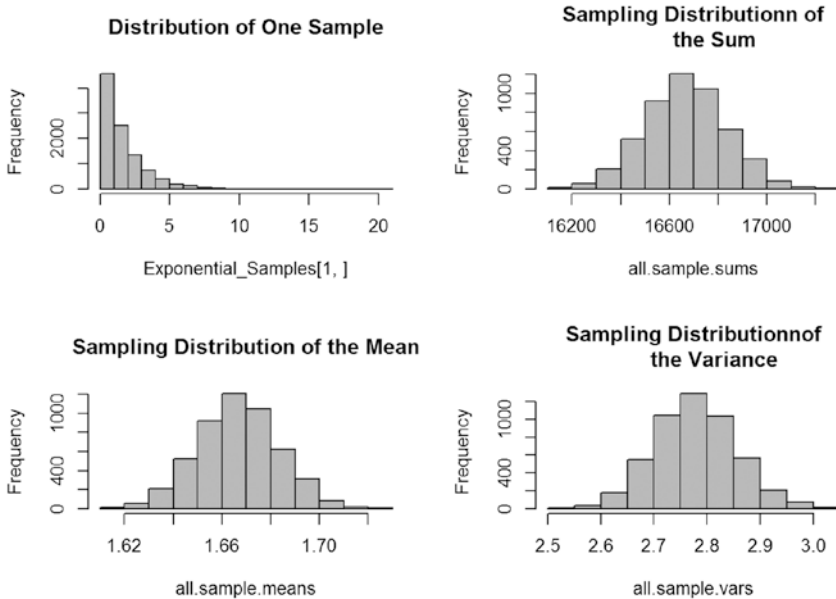 Distribution of One Sample
Frequency
2000
0
0 5 10 15 20
Exponential_Samples[1, ]
Sampling Distributionn of
the Sum
Frequency
1000
400
0
16200 16600 17000
all.sample.sums
Sampling Distribution of the Mean
Frequency
1000
400
0
1.62 1.66 1.70
all.sample.means
Sampling Distributionnof
the Variance
Frequency
1000
400
0
2.5 2.6 2.7 2.8 2.9 3.0
all.sample.vars